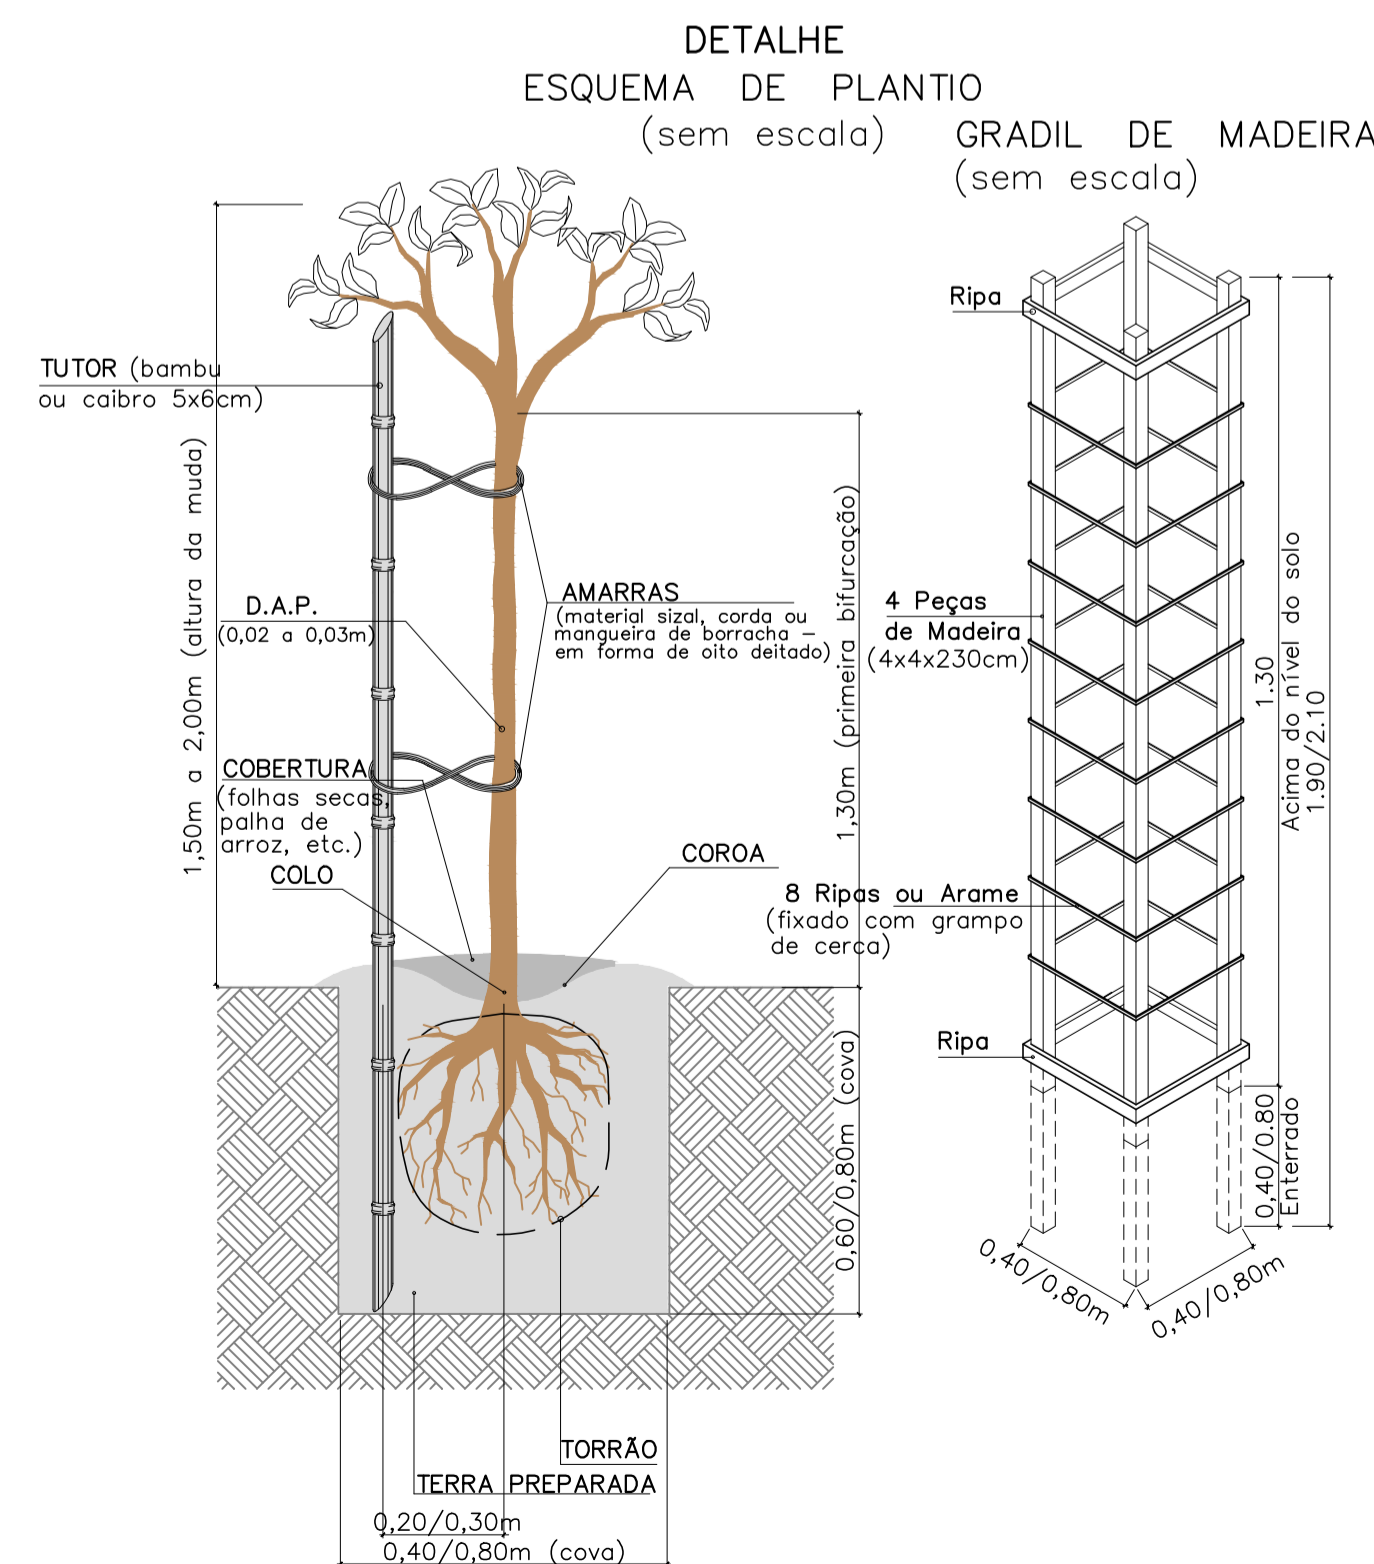 DETALHE
ESQUEMA DE PLANTIO
(sem escala)
GRADIL DE MADEIRA
(sem escala)
TUTOR (bambu
ou caibro 5x6cm)
1,50m a 2,00m (altura da muda)
D.A.P.
(0,02 a 0,03m)
AMARRAS
(material sizal, corda ou
mangueira de borracha –
em forma de oito deitado)
1,30m (primeira bifurcação)
COBERTURA
(folhas secas,
palha de
arroz, etc.)
COLO
COROA
0,60/0,80m (cova)
TORRÃO
TERRA PREPARADA
0,20/0,30m
0,40/0,80m (cova)
Ripa
4 Peças
de Madeira
(4x4x230cm)
8 Ripas ou Arame
(fixado com grampo
de cerca)
Ripa
1.30
Acima do nível do solo
1.90/2.10
0,40/0.80
Enterrado
0,40/0,80m
0,40/0,80m